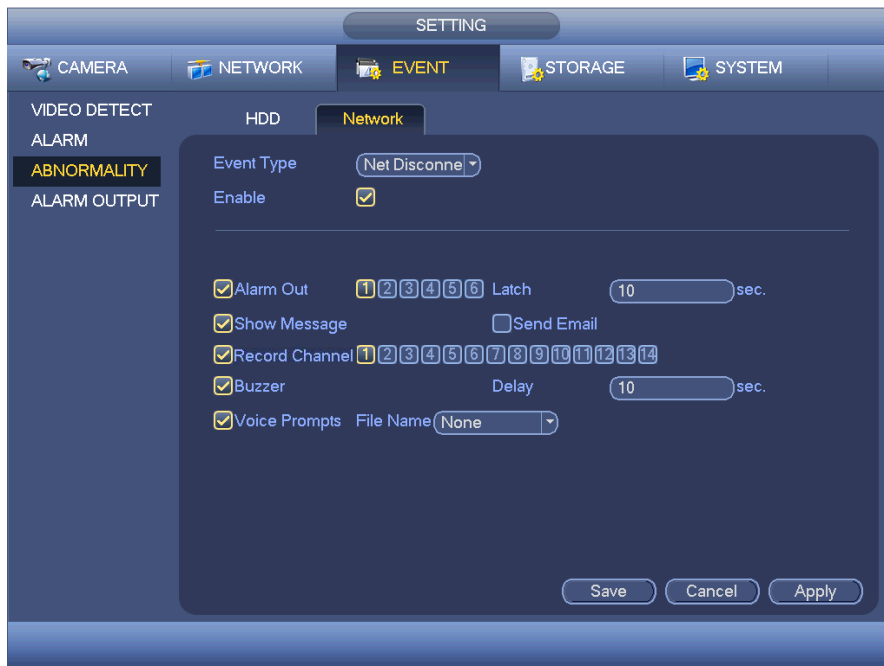 SETTING
CAMERA NETWORK EVENT STORAGE SYSTEM
VIDEO DETECT
ALARM
ABNORMALITY
ALARM OUTPUT
HDD Network
Event Type Net Disconne
Enable
Alarm Out 1 2 3 4 5 6 Latch 10 sec.
Show Message Send Email
Record Channel 1 2 3 4 5 6 7 8 9 10 11 12 13 14
Buzzer Delay 10 sec.
Voice Prompts File Name None
Save Cancel Apply